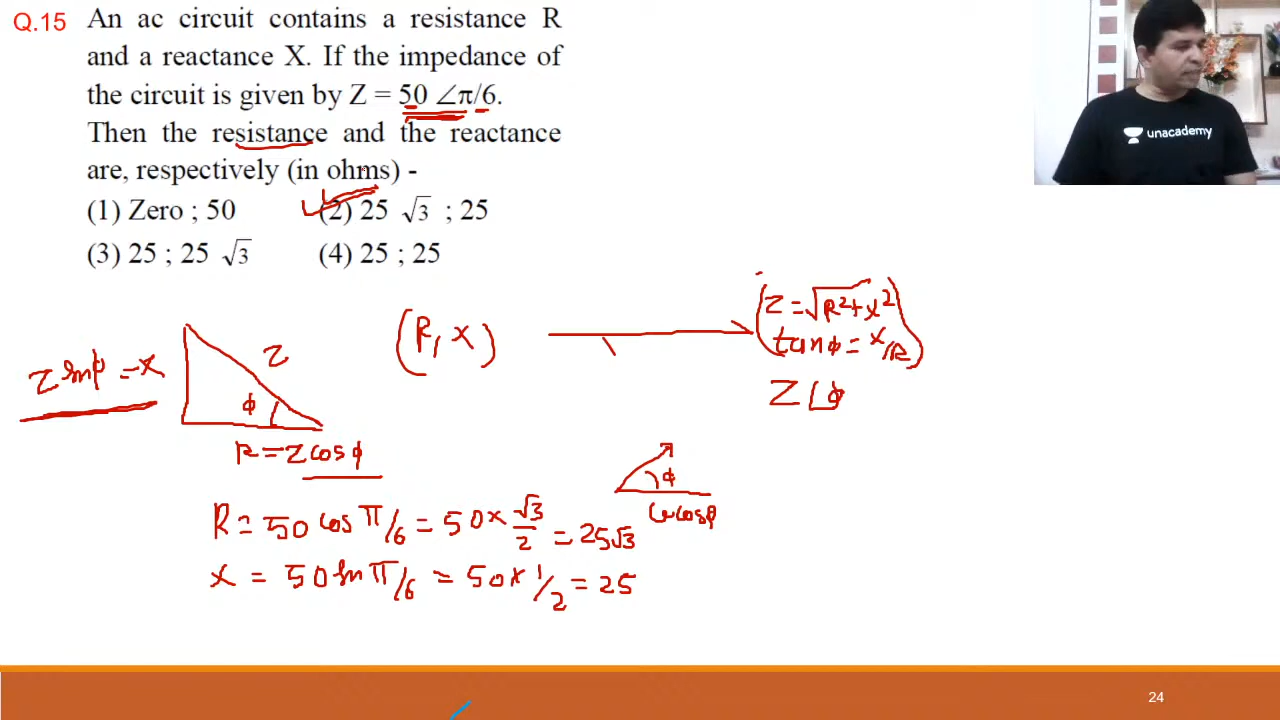 Q.15 An ac circuit contains a resistance R
and a reactance X. If the impedance of
the circuit is given by Z = 50 ∠π/6.
Then the resistance and the reactance
are, respectively (in ohms) -
(1) Zero ; 50 (2) 25 √3 ; 25
(3) 25 ; 25 √3 (4) 25 ; 25
unacademy
(R, X)
Z = √R²+X²
tanϕ = X/R
Z∠ϕ
Z sinϕ = X
Z
ϕ
R = Z cosϕ
ϕ
cosϕ
R = 50 cos π/6 = 50 × √3/2 = 25√3
X = 50 sin π/6 = 50 × 1/2 = 25
24